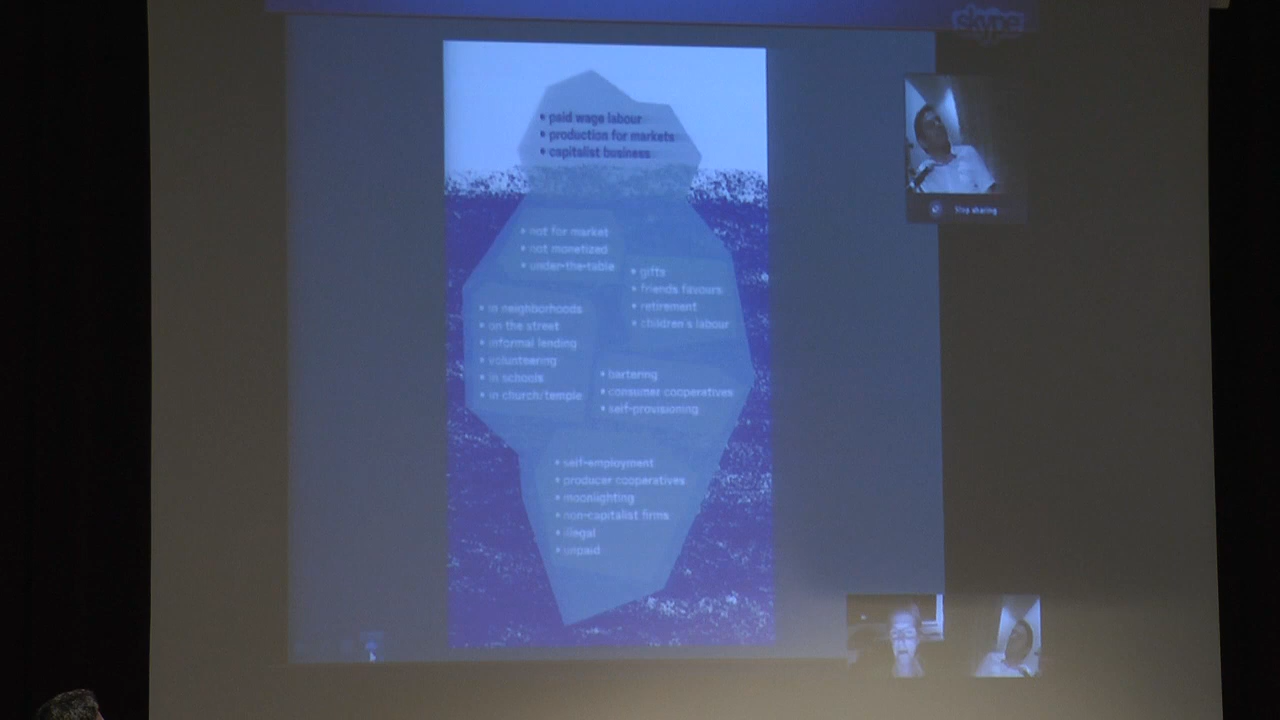 skype
• paid wage labour
• production for markets
• capitalist business
• not for market
• not monetized
• under-the-table
• gifts
• friends favours
• retirement
• children's labour
• in neighborhoods
• on the street
• informal lending
• volunteering
• in schools
• in church/temple
• bartering
• consumer cooperatives
• self-provisioning
• self-employment
• producer cooperatives
• moonlighting
• non-capitalist firms
• illegal
• unpaid
Stop sharing